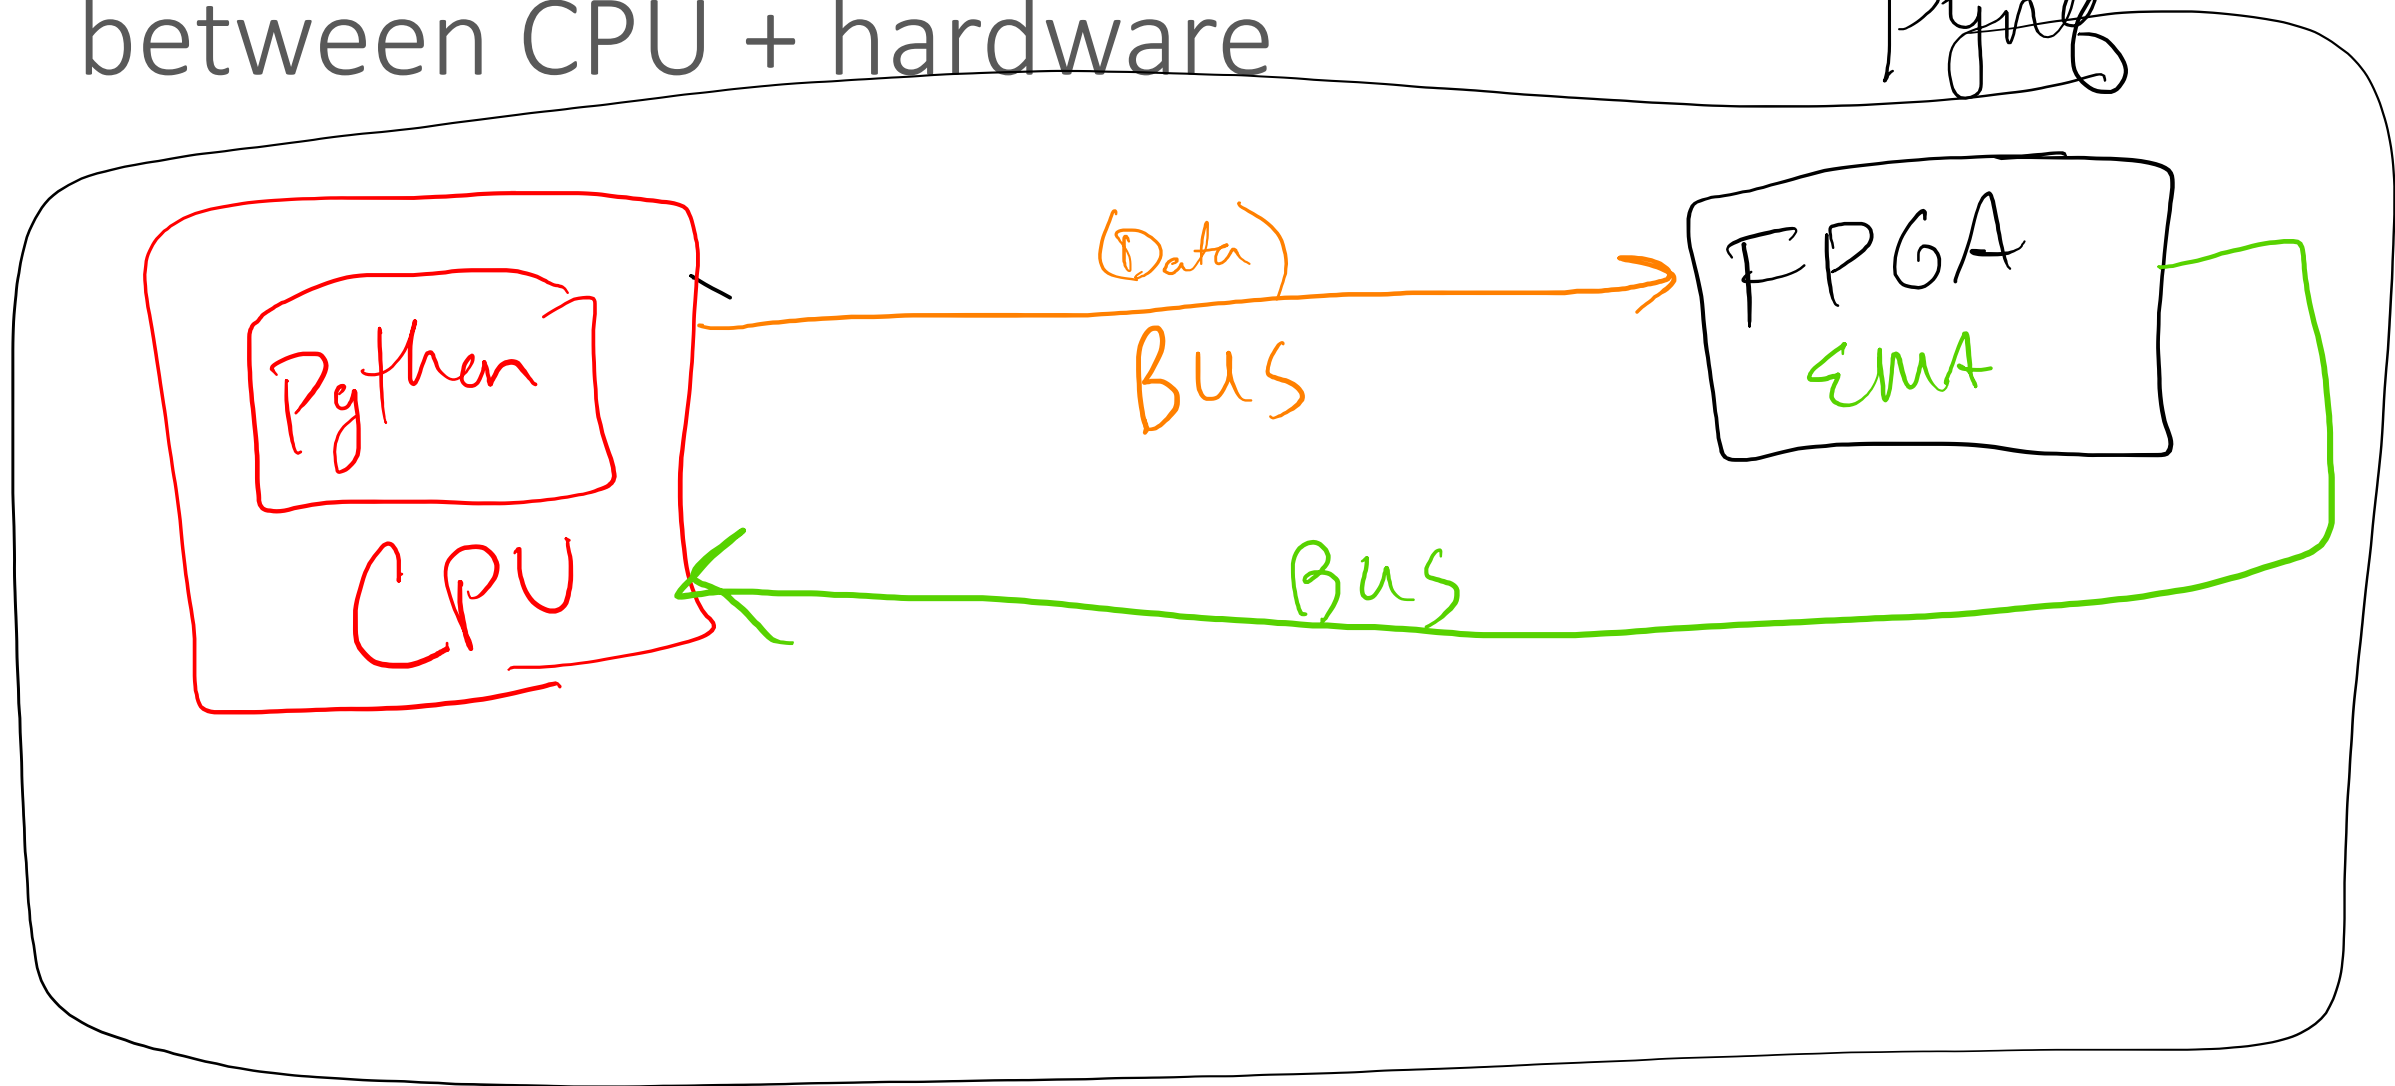 between CPU + hardware
Pynq
(Data)
Bus
FPGA
EMA
Python
CPU
Bus